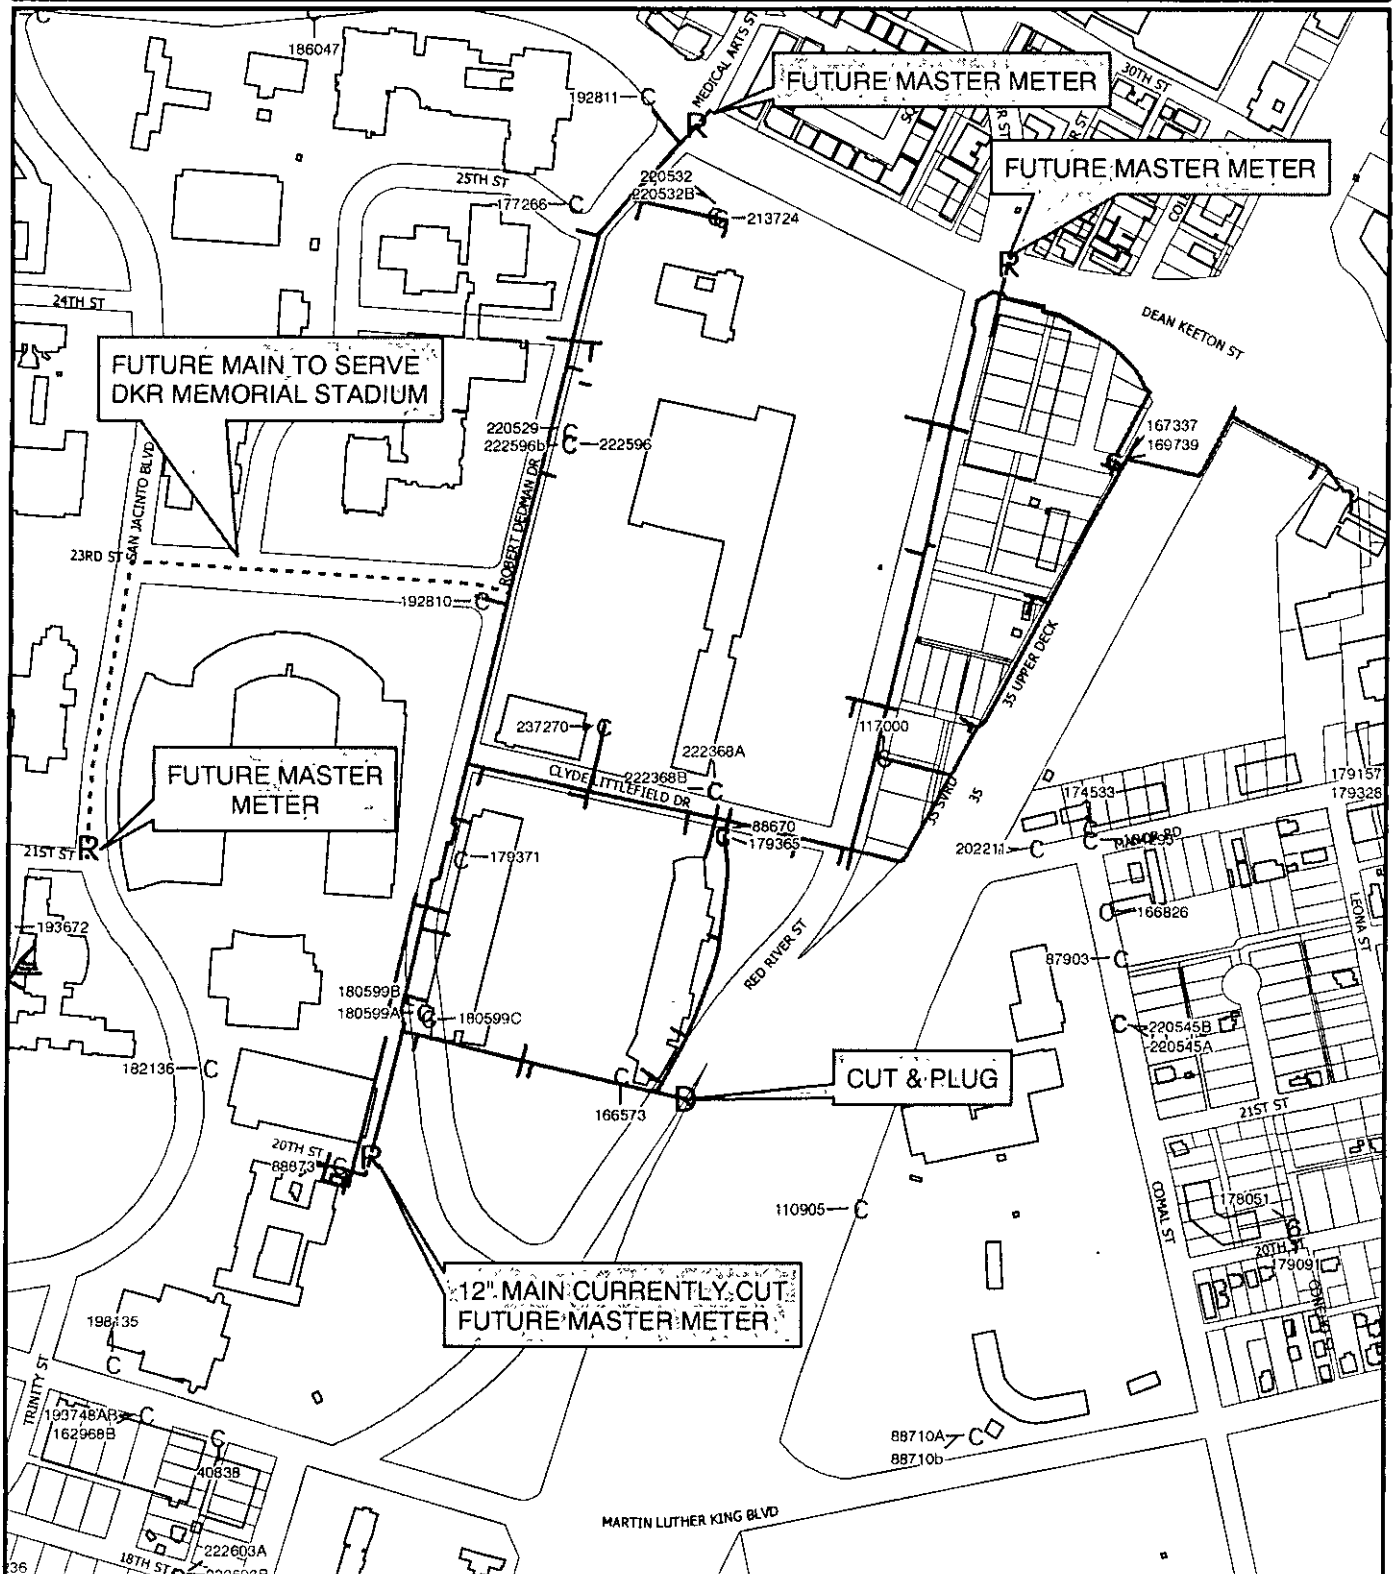 186047
MEDICAL ARTS ST
FUTURE MASTER METER
30TH ST
192811
C
R
FUTURE MASTER METER
25TH ST
220532
220532B
177266
C
213724
R
24TH ST
DEAN KEETON ST
FUTURE MAIN TO SERVE
DKR MEMORIAL STADIUM
220529
C
222596b
C
222596
167337
169739
SAN JACINTO BLVD
ROBERT DEDMAN DR
23RD ST
192810
C
35 UPPER DECK
237270
C
117000
C
222368A
CLYDE LITTLEFIELD DR
222368B
C
FUTURE MASTER
METER
35
179157
179328
174533
C
88670
179365
21ST ST
R
179371
C
202211
C
166826
C
LEONA ST
193672
RED RIVER ST
87903
C
180599B
180599A
180599C
220545B
220545A
C
182136
C
CUT & PLUG
166573
C
21ST ST
20TH ST
88873
C
R
COMAL ST
110905
C
178051
20TH ST
179091
12" MAIN CURRENTLY CUT
FUTURE MASTER METER
198135
C
TRINITY ST
193748AB
C
162968B
C
40838
88710A
C
88710b
MARTIN LUTHER KING BLVD
222603A
18TH ST